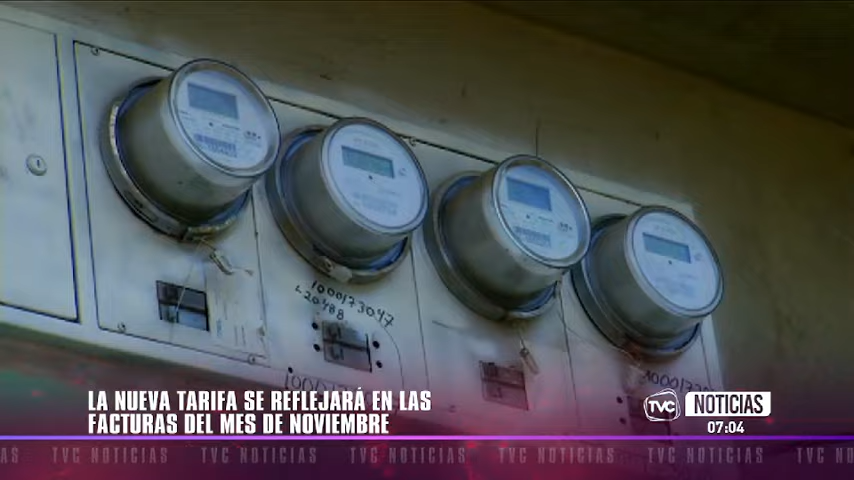 1000173047
L20488
LA NUEVA TARIFA SE REFLEJARÁ EN LAS
FACTURAS DEL MES DE NOVIEMBRE
TVC NOTICIAS
07:04
TVC NOTICIAS TVC NOTICIAS TVC NOTICIAS TVC NOTICIAS TVC NOTICIAS